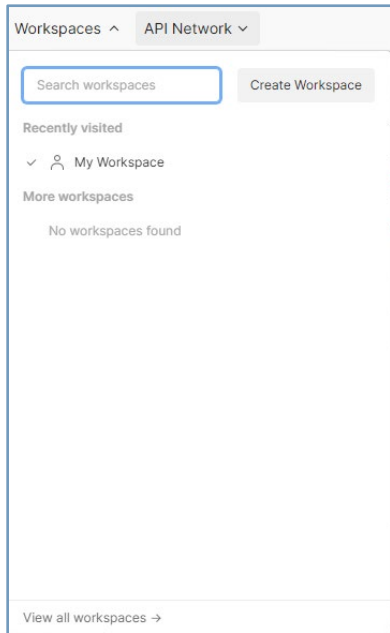 Workspaces API Network
Search workspaces Create Workspace
Recently visited
My Workspace
More workspaces
No workspaces found
View all workspaces →